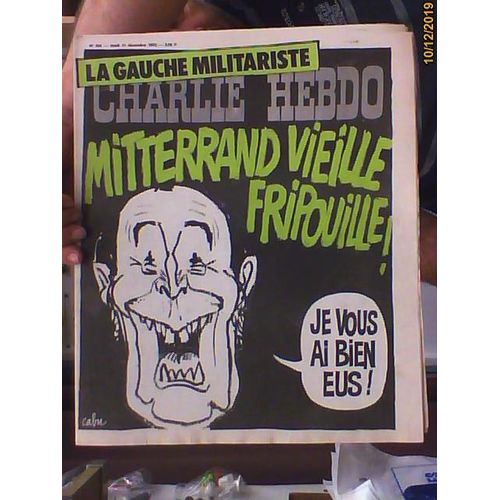 LA GAUCHE MILITARISTE
CHARLIE HEBDO
MITTERRAND VIEILLE
FRIPOUILLE!
JE VOUS
AI BIEN
EUS !
cabu
10/12/2019